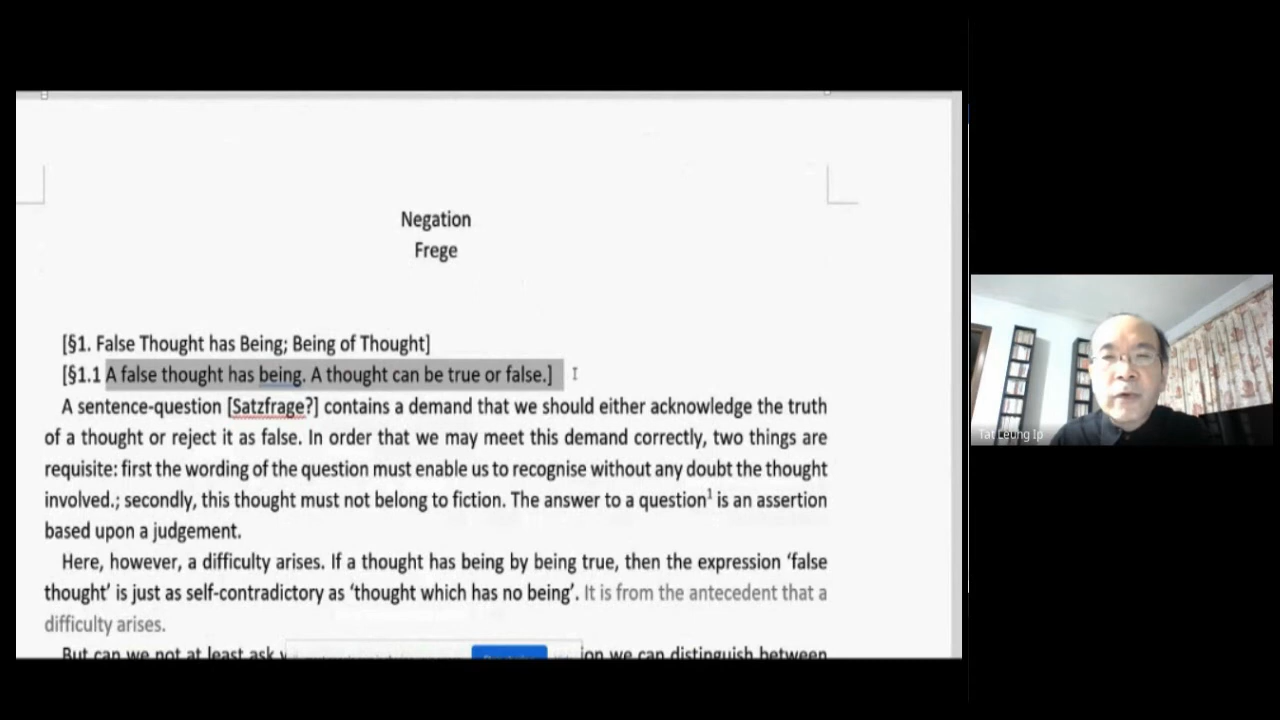 Negation
Frege
[§1. False Thought has Being; Being of Thought]
[§1.1 A false thought has being. A thought can be true or false.]
A sentence-question [Satzfrage?] contains a demand that we should either acknowledge the truth
of a thought or reject it as false. In order that we may meet this demand correctly, two things are
requisite: first the wording of the question must enable us to recognise without any doubt the thought
involved.; secondly, this thought must not belong to fiction. The answer to a question¹ is an assertion
based upon a judgement.
Here, however, a difficulty arises. If a thought has being by being true, then the expression ‘false
thought’ is just as self-contradictory as ‘thought which has no being’. It is from the antecedent that a
difficulty arises.
But can we not at least ask we can distinguish between
Tat Leung Ip